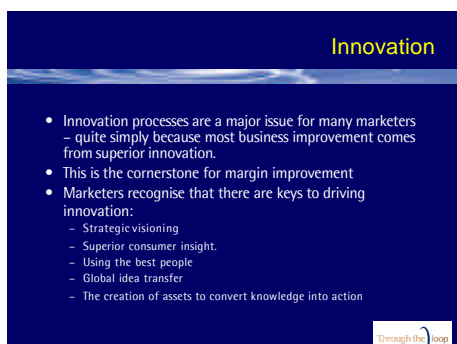 Innovation
• Innovation processes are a major issue for many marketers
– quite simply because most business improvement comes
from superior innovation.
• This is the cornerstone for margin improvement
• Marketers recognise that there are keys to driving
innovation:
– Strategic visioning
– Superior consumer insight.
– Using the best people
– Global idea transfer
– The creation of assets to convert knowledge into action
Through the loop